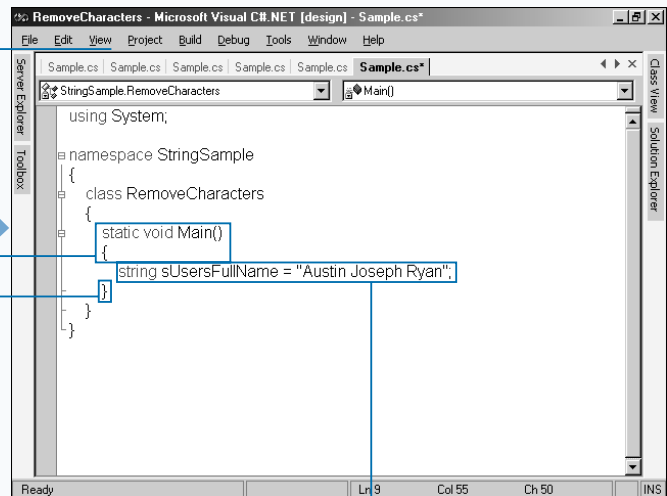 RemoveCharacters - Microsoft Visual C#.NET [design] - Sample.cs*
File Edit View Project Build Debug Tools Window Help
Sample.cs Sample.cs Sample.cs Sample.cs Sample.cs Sample.cs*
StringSample.RemoveCharacters Main()
Server Explorer
Toolbox
using System;
namespace StringSample
{
class RemoveCharacters
{
static void Main()
{
string sUsersFullName = "Austin Joseph Ryan";
}
}
}
Class View
Solution Explorer
Ready Ln 9 Col 55 Ch 50 INS